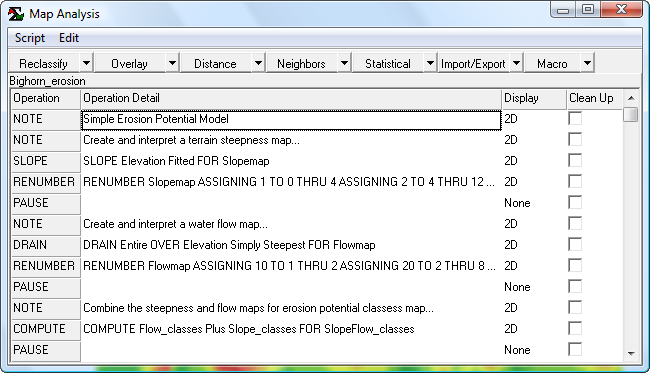 Map Analysis
Script Edit
Reclassify Overlay Distance Neighbors Statistical Import/Export Macro
Bighorn_erosion
Operation Operation Detail Display Clean Up
NOTE Simple Erosion Potential Model 2D
NOTE Create and interpret a terrain steepness map... 2D
SLOPE SLOPE Elevation Fitted FOR Slopemap 2D
RENUMBER RENUMBER Slopemap ASSIGNING 1 TO 0 THRU 4 ASSIGNING 2 TO 4 THRU 12 ... 2D
PAUSE None
NOTE Create and interpret a water flow map... 2D
DRAIN DRAIN Entire OVER Elevation Simply Steepest FOR Flowmap 2D
RENUMBER RENUMBER Flowmap ASSIGNING 10 TO 1 THRU 2 ASSIGNING 20 TO 2 THRU 8 ... 2D
PAUSE None
NOTE Combine the steepness and flow maps for erosion potential classess map... 2D
COMPUTE COMPUTE Flow_classes Plus Slope_classes FOR SlopeFlow_classes 2D
PAUSE None